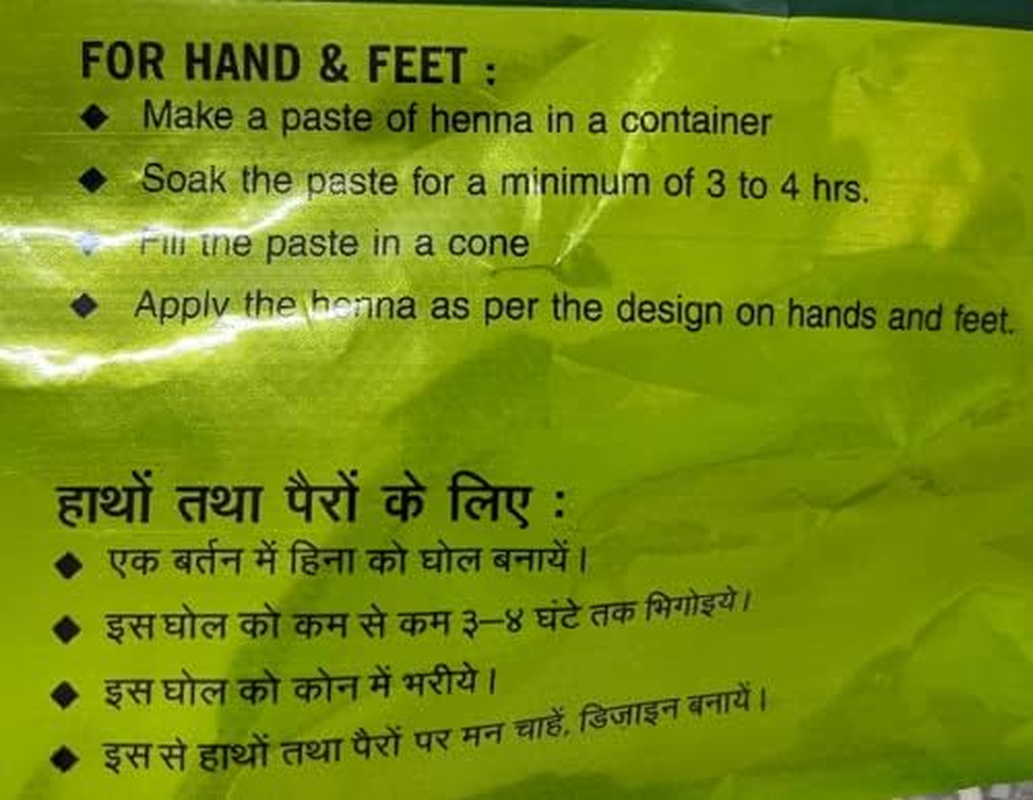 FOR HAND & FEET :
◆ Make a paste of henna in a container
◆ Soak the paste for a minimum of 3 to 4 hrs.
◆ Fill the paste in a cone
◆ Apply the henna as per the design on hands and feet.
हाथों तथा पैरों के लिए :
◆ एक बर्तन में हिना को घोल बनायें।
◆ इस घोल को कम से कम ३–४ घंटे तक भिगोइये।
◆ इस घोल को कोन में भरीये।
◆ इस से हाथों तथा पैरों पर मन चाहें, डिज़ाइन बनायें।